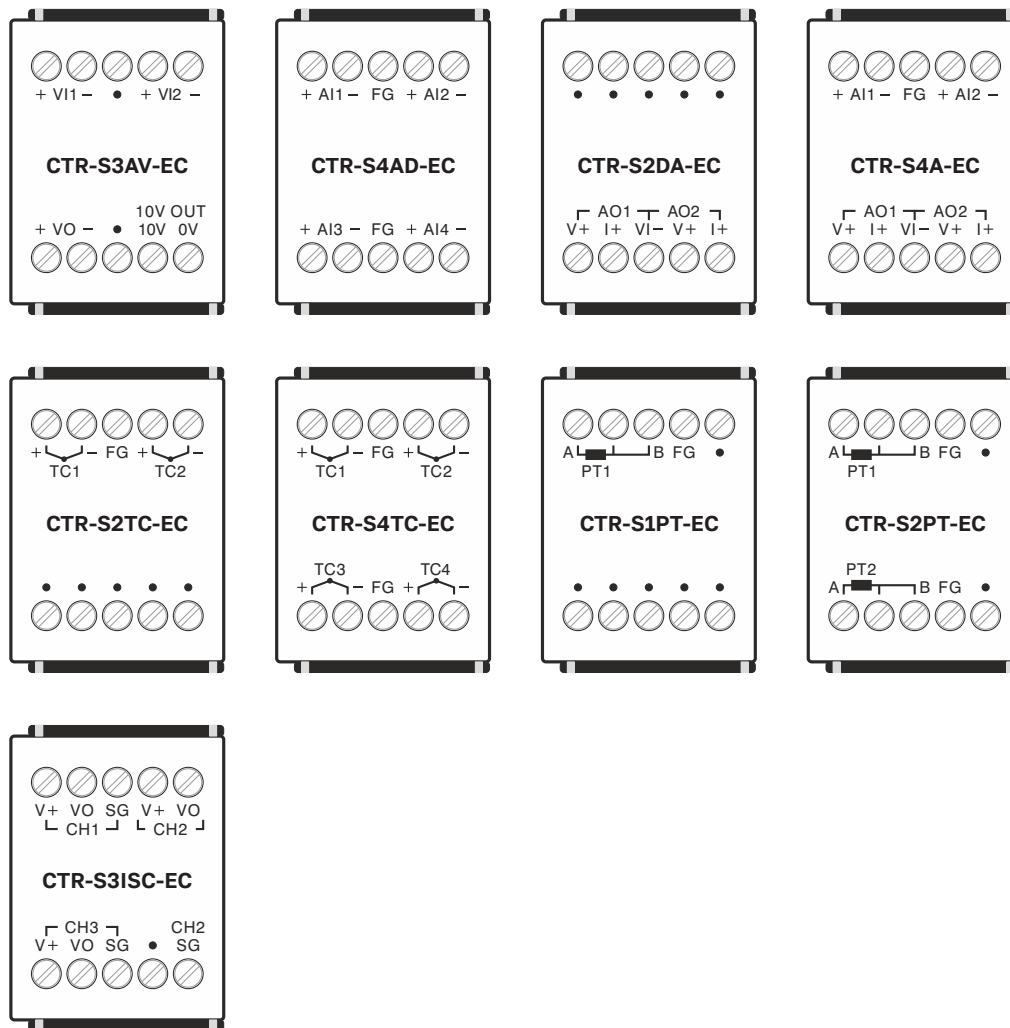 + VI1 − • + VI2 −
CTR-S3AV-EC
10V OUT
+ VO − • 10V 0V
+ AI1 − FG + AI2 −
CTR-S4AD-EC
+ AI3 − FG + AI4 −
• • • • •
CTR-S2DA-EC
AO1 AO2
V+ I+ VI− V+ I+
+ AI1 − FG + AI2 −
CTR-S4A-EC
AO1 AO2
V+ I+ VI− V+ I+
+ − FG + −
TC1 TC2
CTR-S2TC-EC
• • • • •
+ − FG + −
TC1 TC2
CTR-S4TC-EC
TC3 TC4
+ − FG + −
A B FG •
PT1
CTR-S1PT-EC
• • • • •
A B FG •
PT1
CTR-S2PT-EC
PT2
A B FG •
V+ VO SG V+ VO
CH1 CH2
CTR-S3ISC-EC
CH3 CH2
V+ VO SG • SG